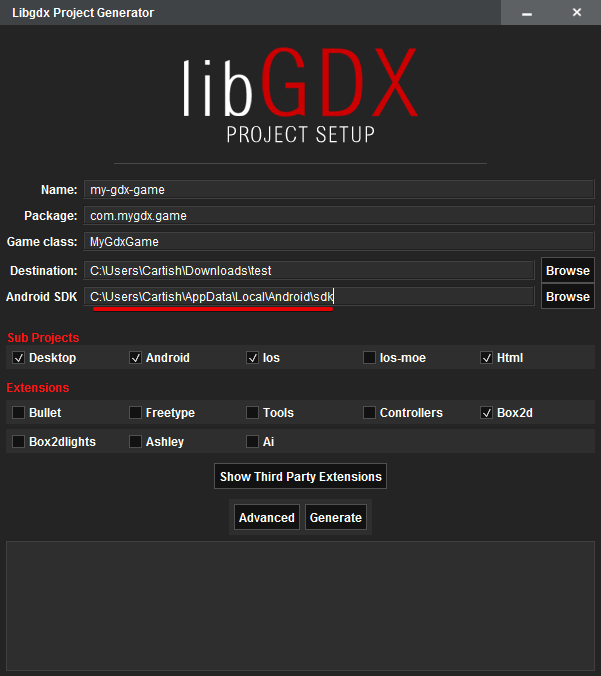 Libgdx Project Generator
libGDX
PROJECT SETUP
Name: my-gdx-game
Package: com.mygdx.game
Game class: MyGdxGame
Destination: C:\Users\Cartish\Downloads\test Browse
Android SDK C:\Users\Cartish\AppData\Local\Android\sdk Browse
Sub Projects
Desktop Android Ios Ios-moe Html
Extensions
Bullet Freetype Tools Controllers Box2d
Box2dlights Ashley Ai
Show Third Party Extensions
Advanced Generate